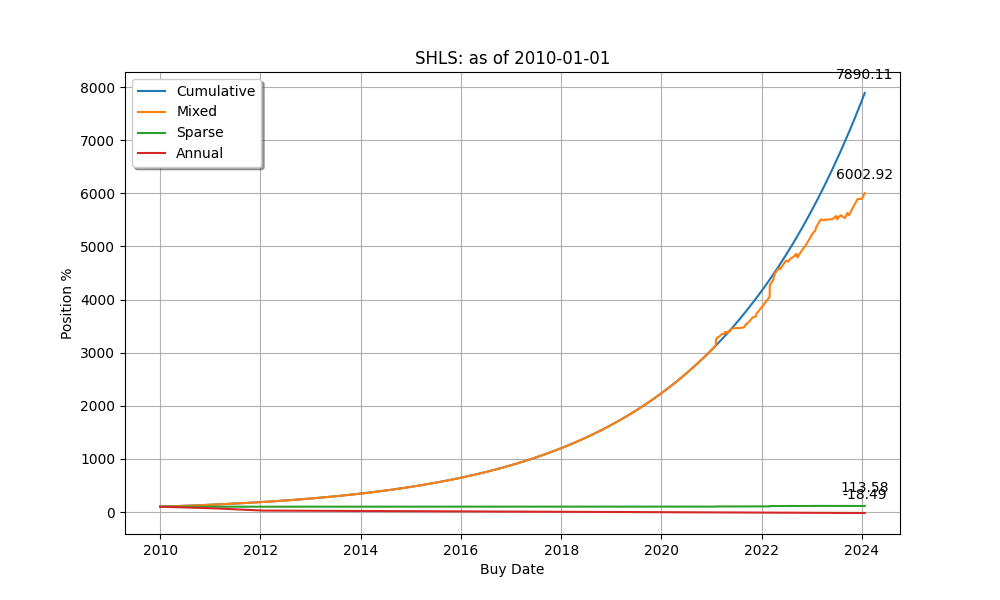 SHLS: as of 2010-01-01
7890.11
8000
Cumulative
Mixed
Sparse
Annual
7000
6002.92
6000
5000
4000
3000
2000
1000
113.58
-18.49
0
Position %
2010 2012 2014 2016 2018 2020 2022 2024
Buy Date